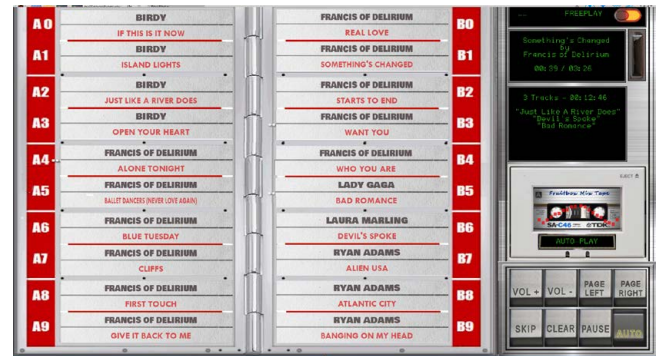 A0
BIRDY
IF THIS IS IT NOW
A1
BIRDY
ISLAND LIGHTS
A2
BIRDY
JUST LIKE A RIVER DOES
A3
BIRDY
OPEN YOUR HEART
A4
FRANCIS OF DELIRIUM
ALONE TONIGHT
A5
FRANCIS OF DELIRIUM
BALLET DANCERS (NEVER LOVE AGAIN)
A6
FRANCIS OF DELIRIUM
BLUE TUESDAY
A7
FRANCIS OF DELIRIUM
CLIFFS
A8
FRANCIS OF DELIRIUM
FIRST TOUCH
A9
FRANCIS OF DELIRIUM
GIVE IT BACK TO ME
B0
FRANCIS OF DELIRIUM
REAL LOVE
B1
FRANCIS OF DELIRIUM
SOMETHING'S CHANGED
B2
FRANCIS OF DELIRIUM
STARTS TO END
B3
FRANCIS OF DELIRIUM
WANT YOU
B4
FRANCIS OF DELIRIUM
WHO YOU ARE
B5
LADY GAGA
BAD ROMANCE
B6
LAURA MARLING
DEVIL'S SPOKE
B7
RYAN ADAMS
ALIEN USA
B8
RYAN ADAMS
ATLANTIC CITY
B9
RYAN ADAMS
BANGING ON MY HEAD
FREEPLAY
Something's Changed
by
Francis of Delirium
00:39 / 03:26
3 Tracks - 00:12:46
"Just Like A River Does"
"Devil's Spoke"
"Bad Romance"
EJECT
A Fruitbox Mix Tape
SA-C46 TDK
AUTO PLAY
VOL + VOL - PAGE LEFT PAGE RIGHT
SKIP CLEAR PAUSE AUTO